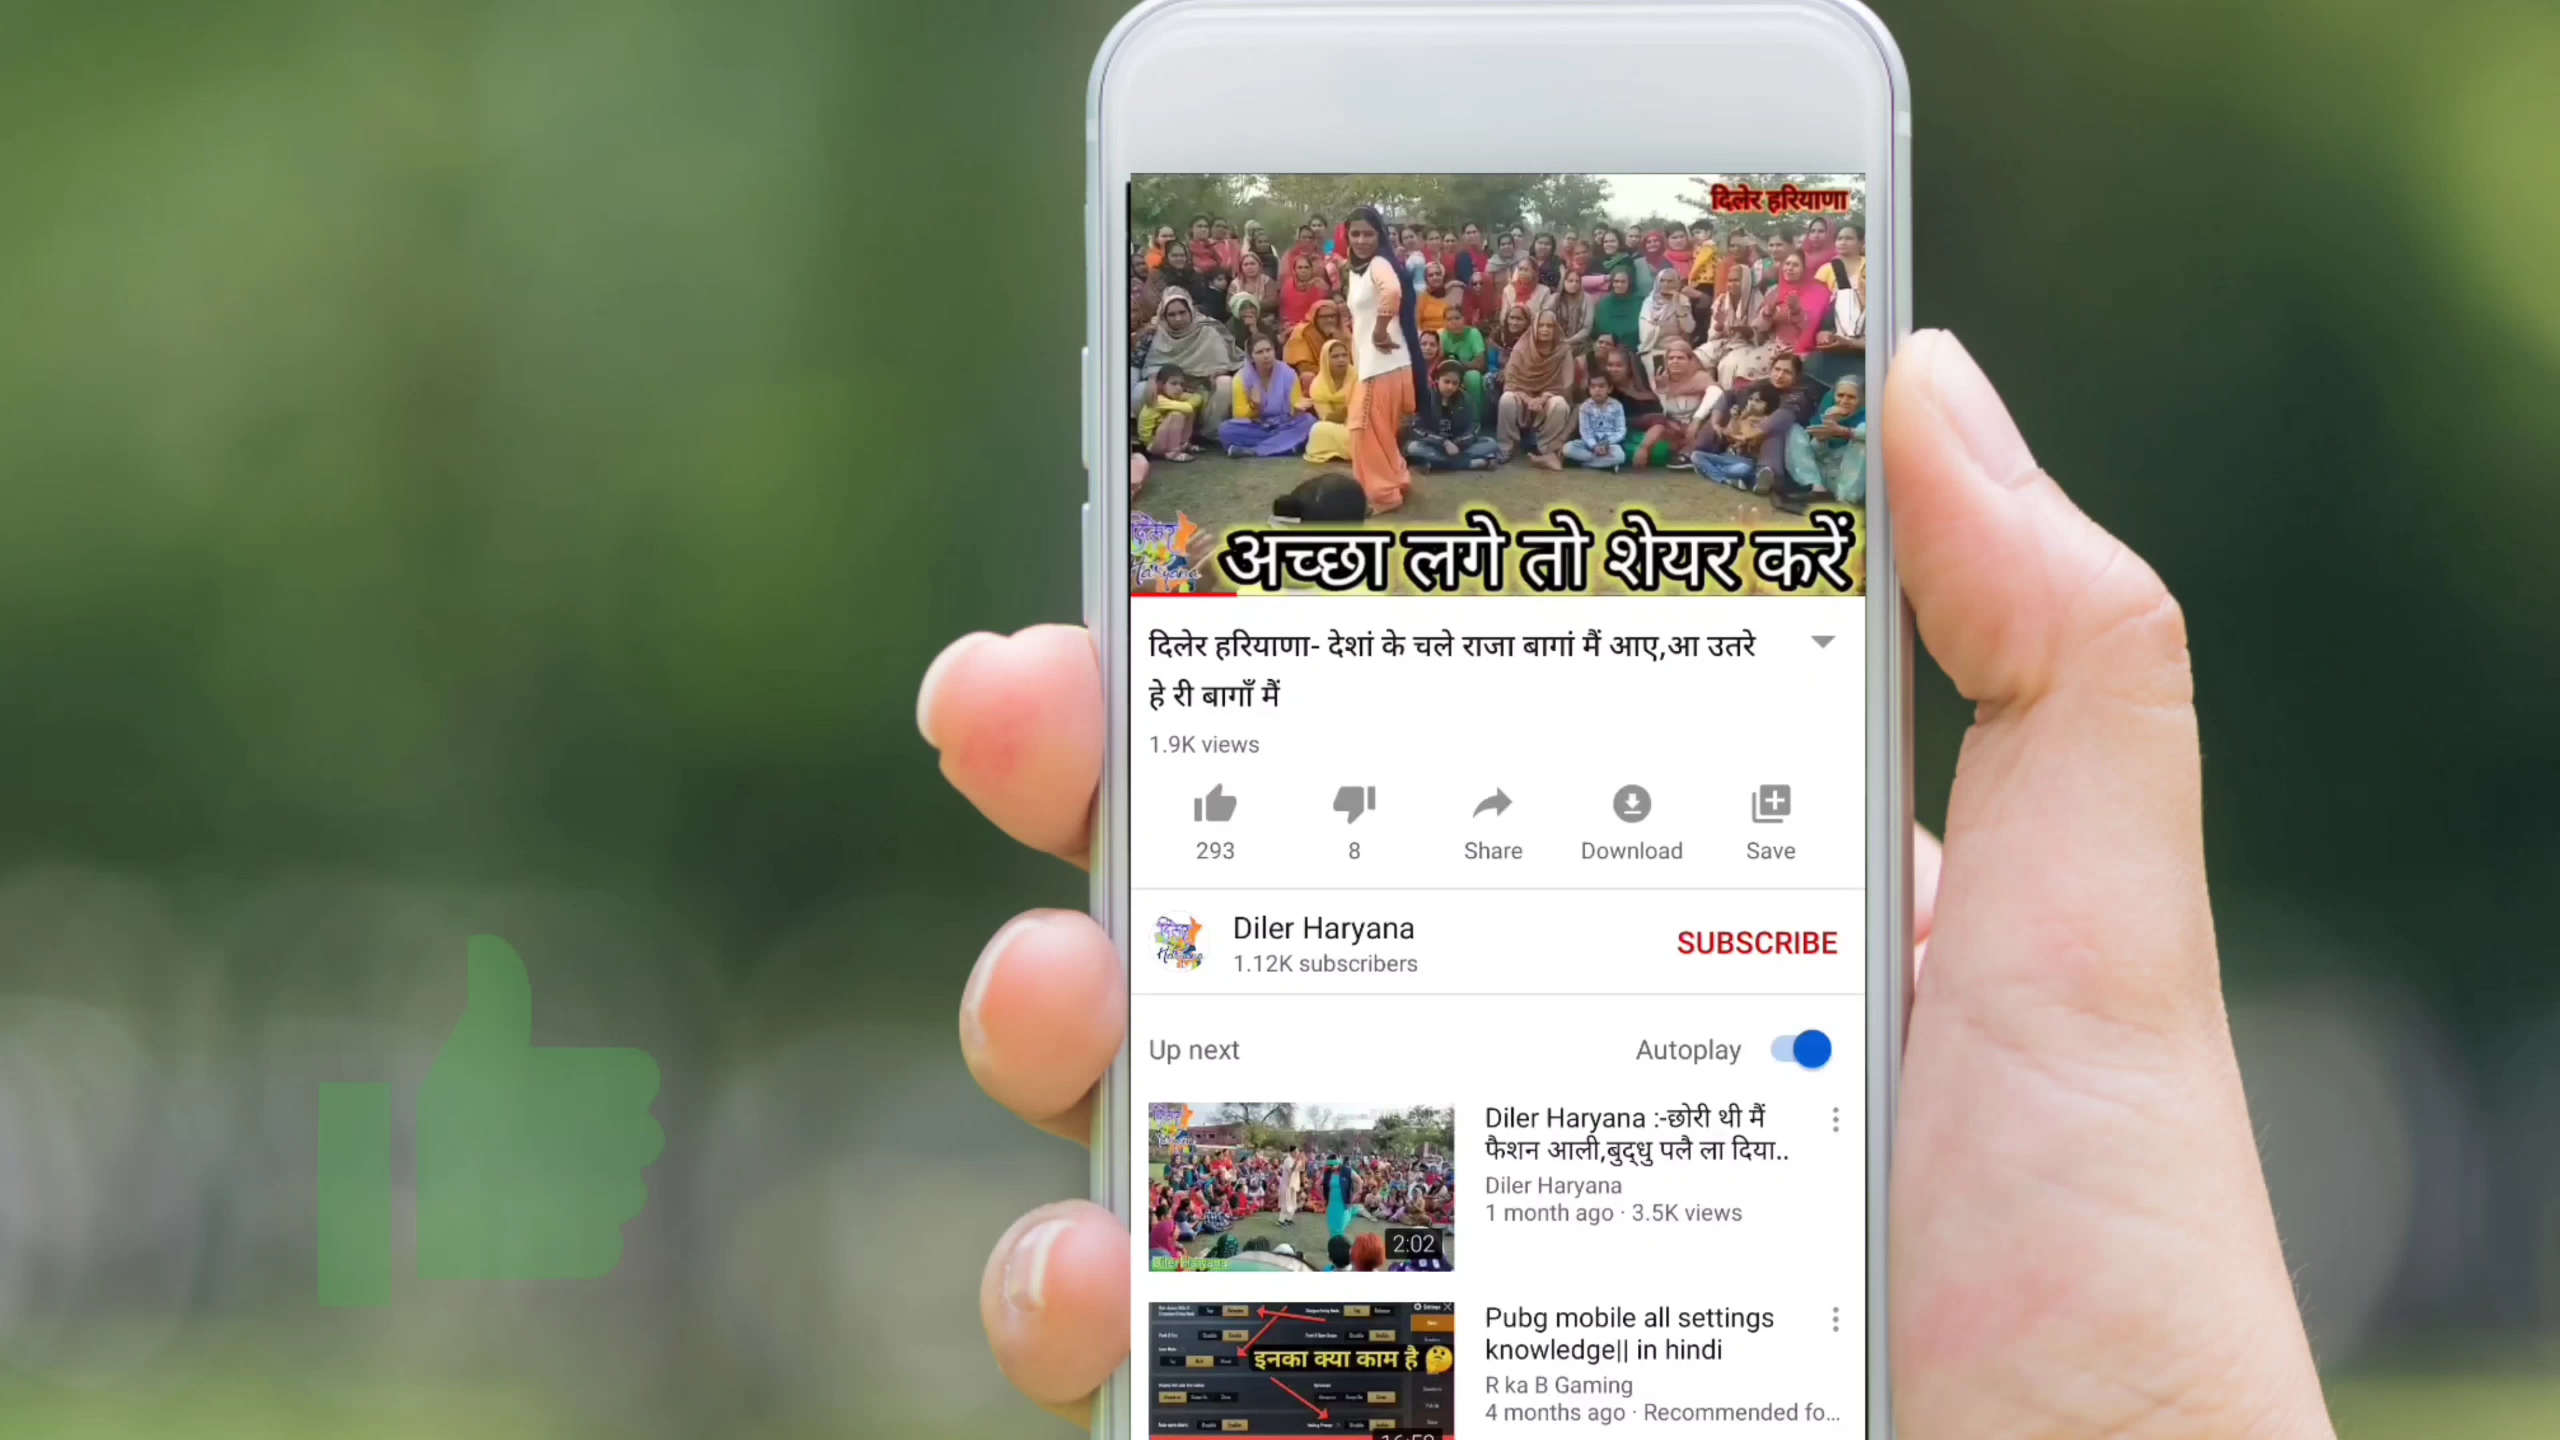 दिलेर हरियाणा
अच्छा लगे तो शेयर करें
दिलेर हरियाणा- देशां के चले राजा बागां मैं आए,आ उतरे
हे री बागाँ मैं
1.9K views
293
8
Share
Download
Save
Diler Haryana
1.12K subscribers
SUBSCRIBE
Up next
Autoplay
Diler Haryana :-छोरी थी मैं
फैशन आली,बुद्धु पलै ला दिया..
Diler Haryana
1 month ago · 3.5K views
2:02
Diler Haryana
Pubg mobile all settings
knowledge|| in hindi
R ka B Gaming
4 months ago · Recommended fo...
इनका क्या काम है